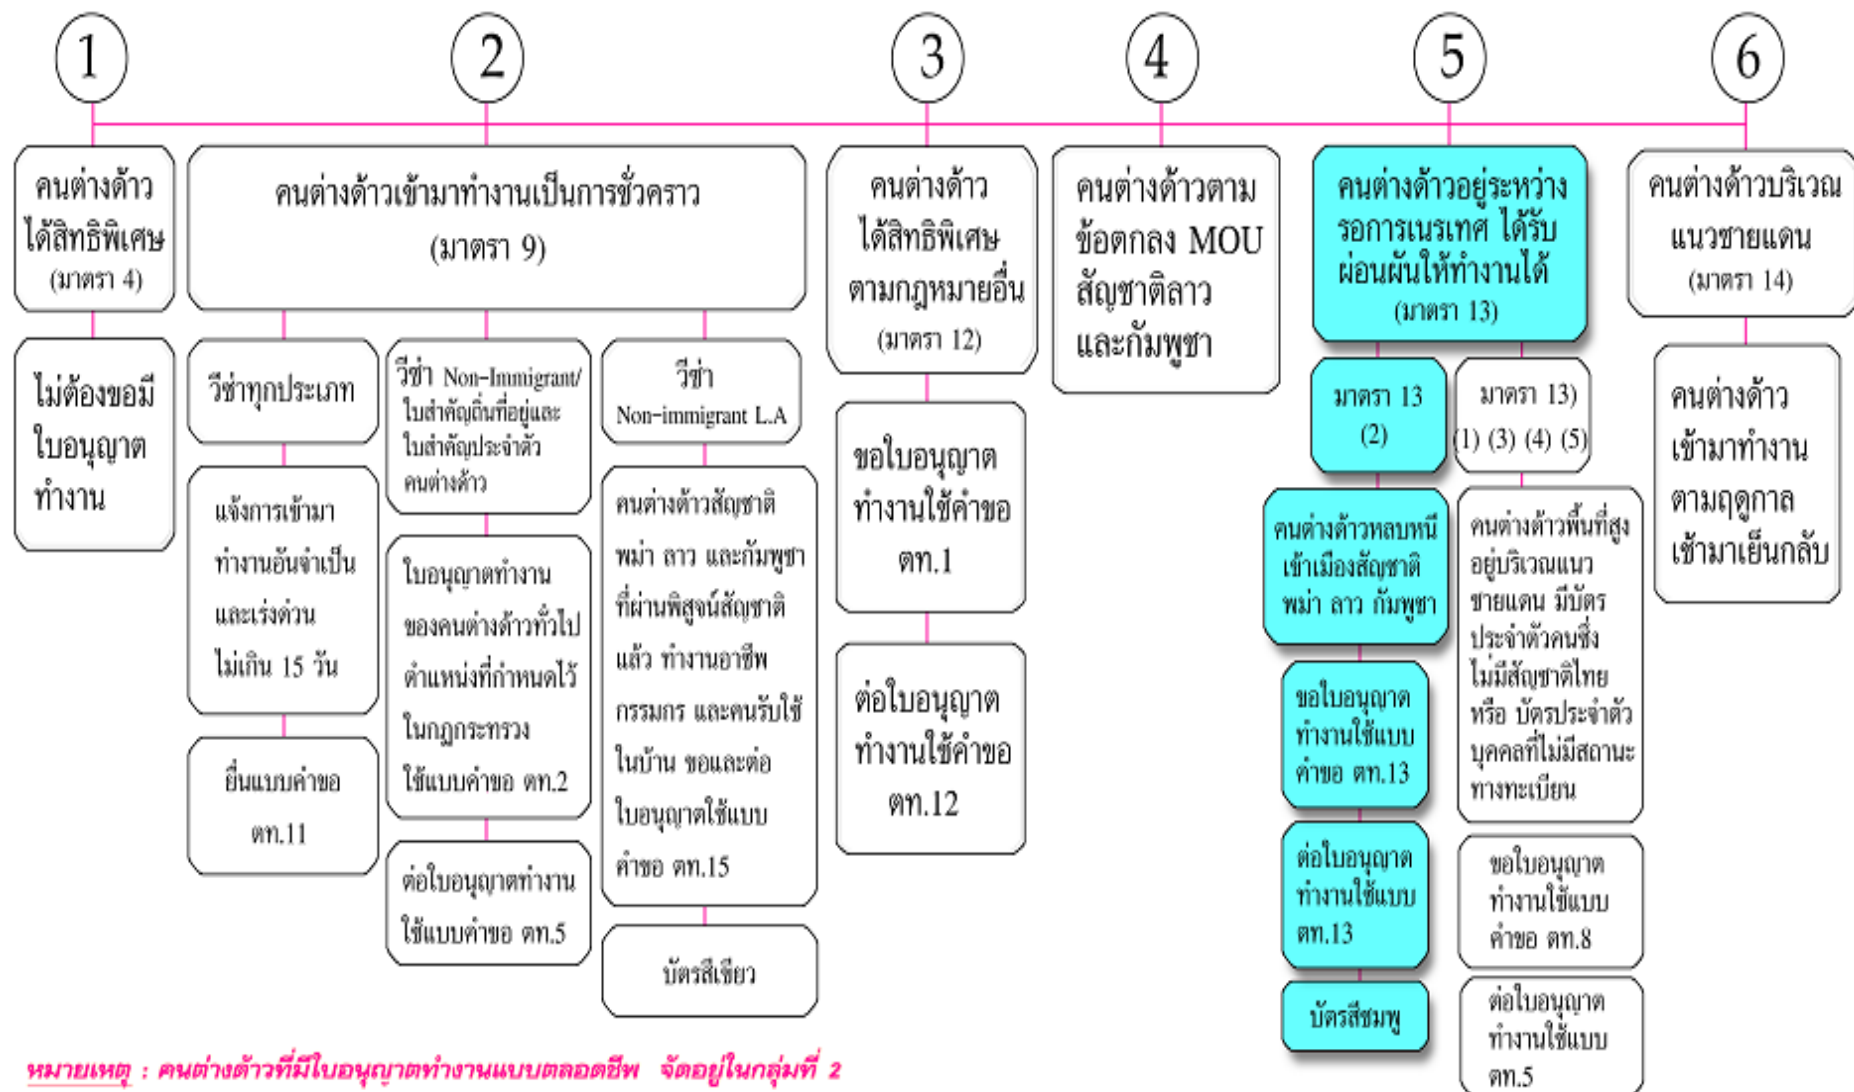 1
2
3
4
5
6
คนต่างด้าว
ได้สิทธิพิเศษ
(มาตรา 4)
ไม่ต้องขอมี
ใบอนุญาต
ทำงาน
คนต่างด้าวเข้ามาทำงานเป็นการชั่วคราว
(มาตรา 9)
วีซ่าทุกประเภท
แจ้งการเข้ามา
ทำงานอันจำเป็น
และเร่งด่วน
ไม่เกิน 15 วัน
ยื่นแบบคำขอ
ตท.11
วีซ่า Non-Immigrant/
ใบสำคัญถิ่นที่อยู่และ
ใบสำคัญประจำตัว
คนต่างด้าว
ใบอนุญาตทำงาน
ของคนต่างด้าวทั่วไป
ตำแหน่งที่กำหนดไว้
ในกฎกระทรวง
ใช้แบบคำขอ ตท.2
ต่อใบอนุญาตทำงาน
ใช้แบบคำขอ ตท.5
วีซ่า
Non-immigrant L.A
คนต่างด้าวสัญชาติ
พม่า ลาว และกัมพูชา
ที่ผ่านพิสูจน์สัญชาติ
แล้ว ทำงานอาชีพ
กรรมกร และคนรับใช้
ในบ้าน ขอและต่อ
ใบอนุญาตใช้แบบ
คำขอ ตท.15
บัตรสีเขียว
คนต่างด้าว
ได้สิทธิพิเศษ
ตามกฎหมายอื่น
(มาตรา 12)
ขอใบอนุญาต
ทำงานใช้คำขอ
ตท.1
ต่อใบอนุญาต
ทำงานใช้คำขอ
ตท.12
คนต่างด้าวตาม
ข้อตกลง MOU
สัญชาติลาว
และกัมพูชา
คนต่างด้าวอยู่ระหว่าง
รอการเนรเทศ ได้รับ
ผ่อนผันให้ทำงานได้
(มาตรา 13)
มาตรา 13
(2)
คนต่างด้าวหลบหนี
เข้าเมืองสัญชาติ
พม่า ลาว กัมพูชา
ขอใบอนุญาต
ทำงานใช้แบบ
คำขอ ตท.13
ต่อใบอนุญาต
ทำงานใช้แบบ
ตท.13
บัตรสีชมพู
มาตรา 13)
(1) (3) (4) (5)
คนต่างด้าวพื้นที่สูง
อยู่บริเวณแนว
ชายแดน มีบัตร
ประจำตัวคนซึ่ง
ไม่มีสัญชาติไทย
หรือ บัตรประจำตัว
บุคคลที่ไม่มีสถานะ
ทางทะเบียน
ขอใบอนุญาต
ทำงานใช้แบบ
คำขอ ตท.8
ต่อใบอนุญาต
ทำงานใช้แบบ
ตท.5
คนต่างด้าวบริเวณ
แนวชายแดน
(มาตรา 14)
คนต่างด้าว
เข้ามาทำงาน
ตามฤดูกาล
เช้ามาเย็นกลับ
หมายเหตุ : คนต่างด้าวที่มีใบอนุญาตทำงานแบบตลอดชีพ จัดอยู่ในกลุ่มที่ 2